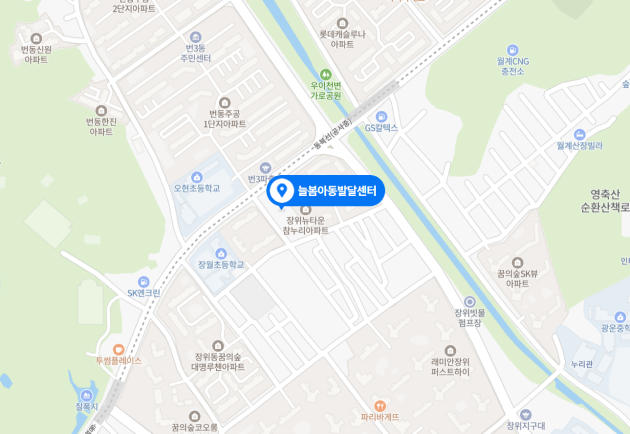 2단지아파트
번동신원
아파트
번3동
주민센터
롯데캐슬루나
아파트
월계CNG
충전소
우이천변
가로공원
번동한진
아파트
번동주공
1단지아파트
동북선(공사중)
GS칼텍스
월계산장빌라
번3파
오현초등학교
늘봄아동발달센터
영축산
순환산책로
장위뉴타운
참누리아파트
장월초등학교
꿈의숲SK뷰
아파트
SK엔크린
장위빗물
펌프장
광운중학
투썸플레이스
장위동꿈의숲
대명루첸아파트
래미안장위
퍼스트하이
누리관
칠폭지
파리바게뜨
꿈의숲코오롱
장위지구대